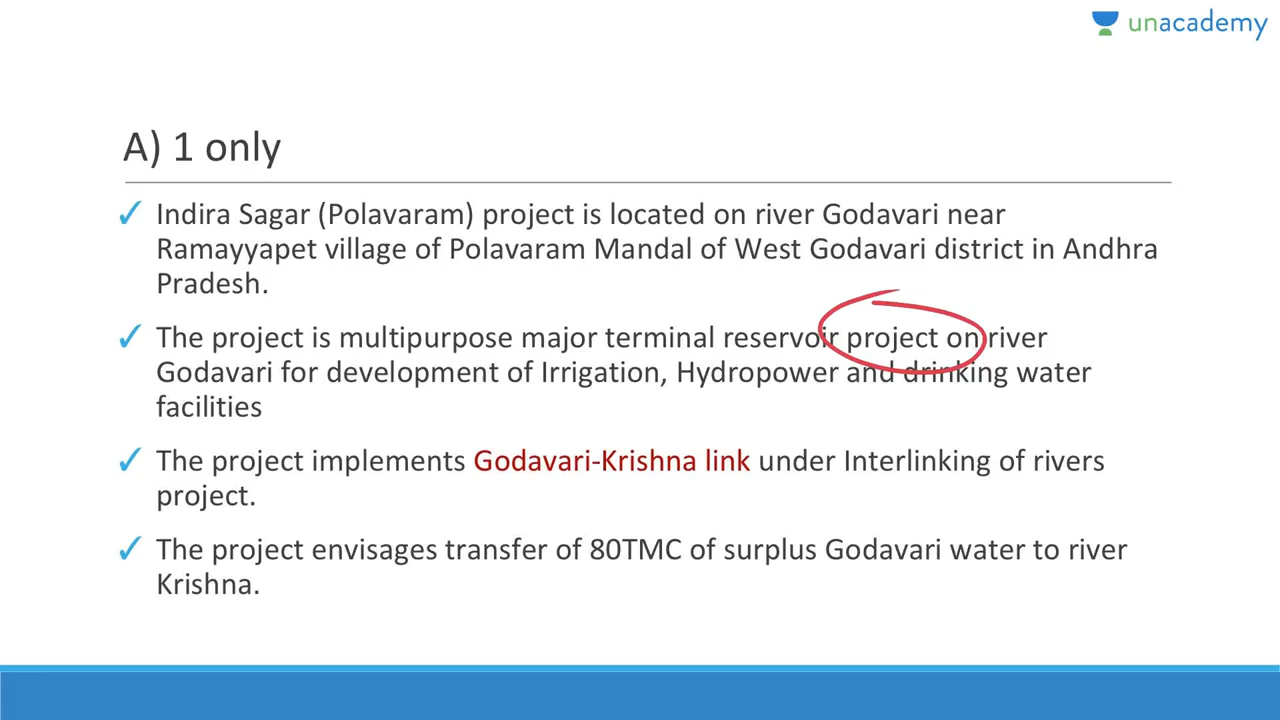 unacademy
A) 1 only
✓ Indira Sagar (Polavaram) project is located on river Godavari near
Ramayyapet village of Polavaram Mandal of West Godavari district in Andhra
Pradesh.
✓ The project is multipurpose major terminal reservoir project on river
Godavari for development of Irrigation, Hydropower and drinking water
facilities
✓ The project implements Godavari-Krishna link under Interlinking of rivers
project.
✓ The project envisages transfer of 80TMC of surplus Godavari water to river
Krishna.